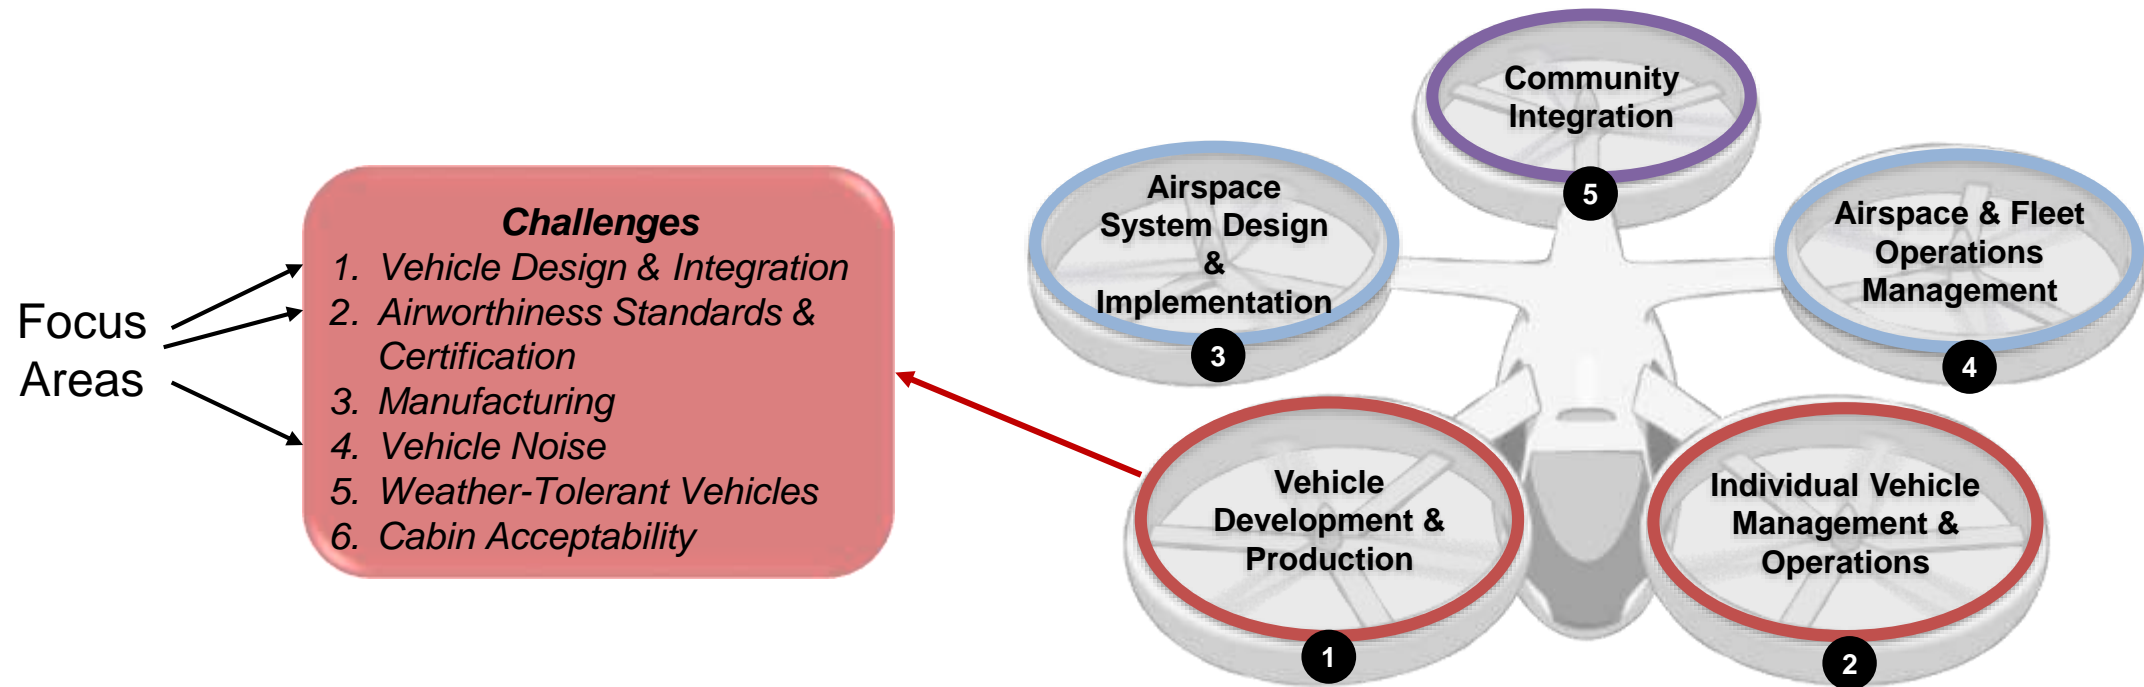 Focus
Areas
Challenges
1. Vehicle Design & Integration
2. Airworthiness Standards &
Certification
3. Manufacturing
4. Vehicle Noise
5. Weather-Tolerant Vehicles
6. Cabin Acceptability
Community
Integration
5
Airspace
System Design
&
Implementation
3
Airspace & Fleet
Operations
Management
4
Vehicle
Development &
Production
1
Individual Vehicle
Management &
Operations
2